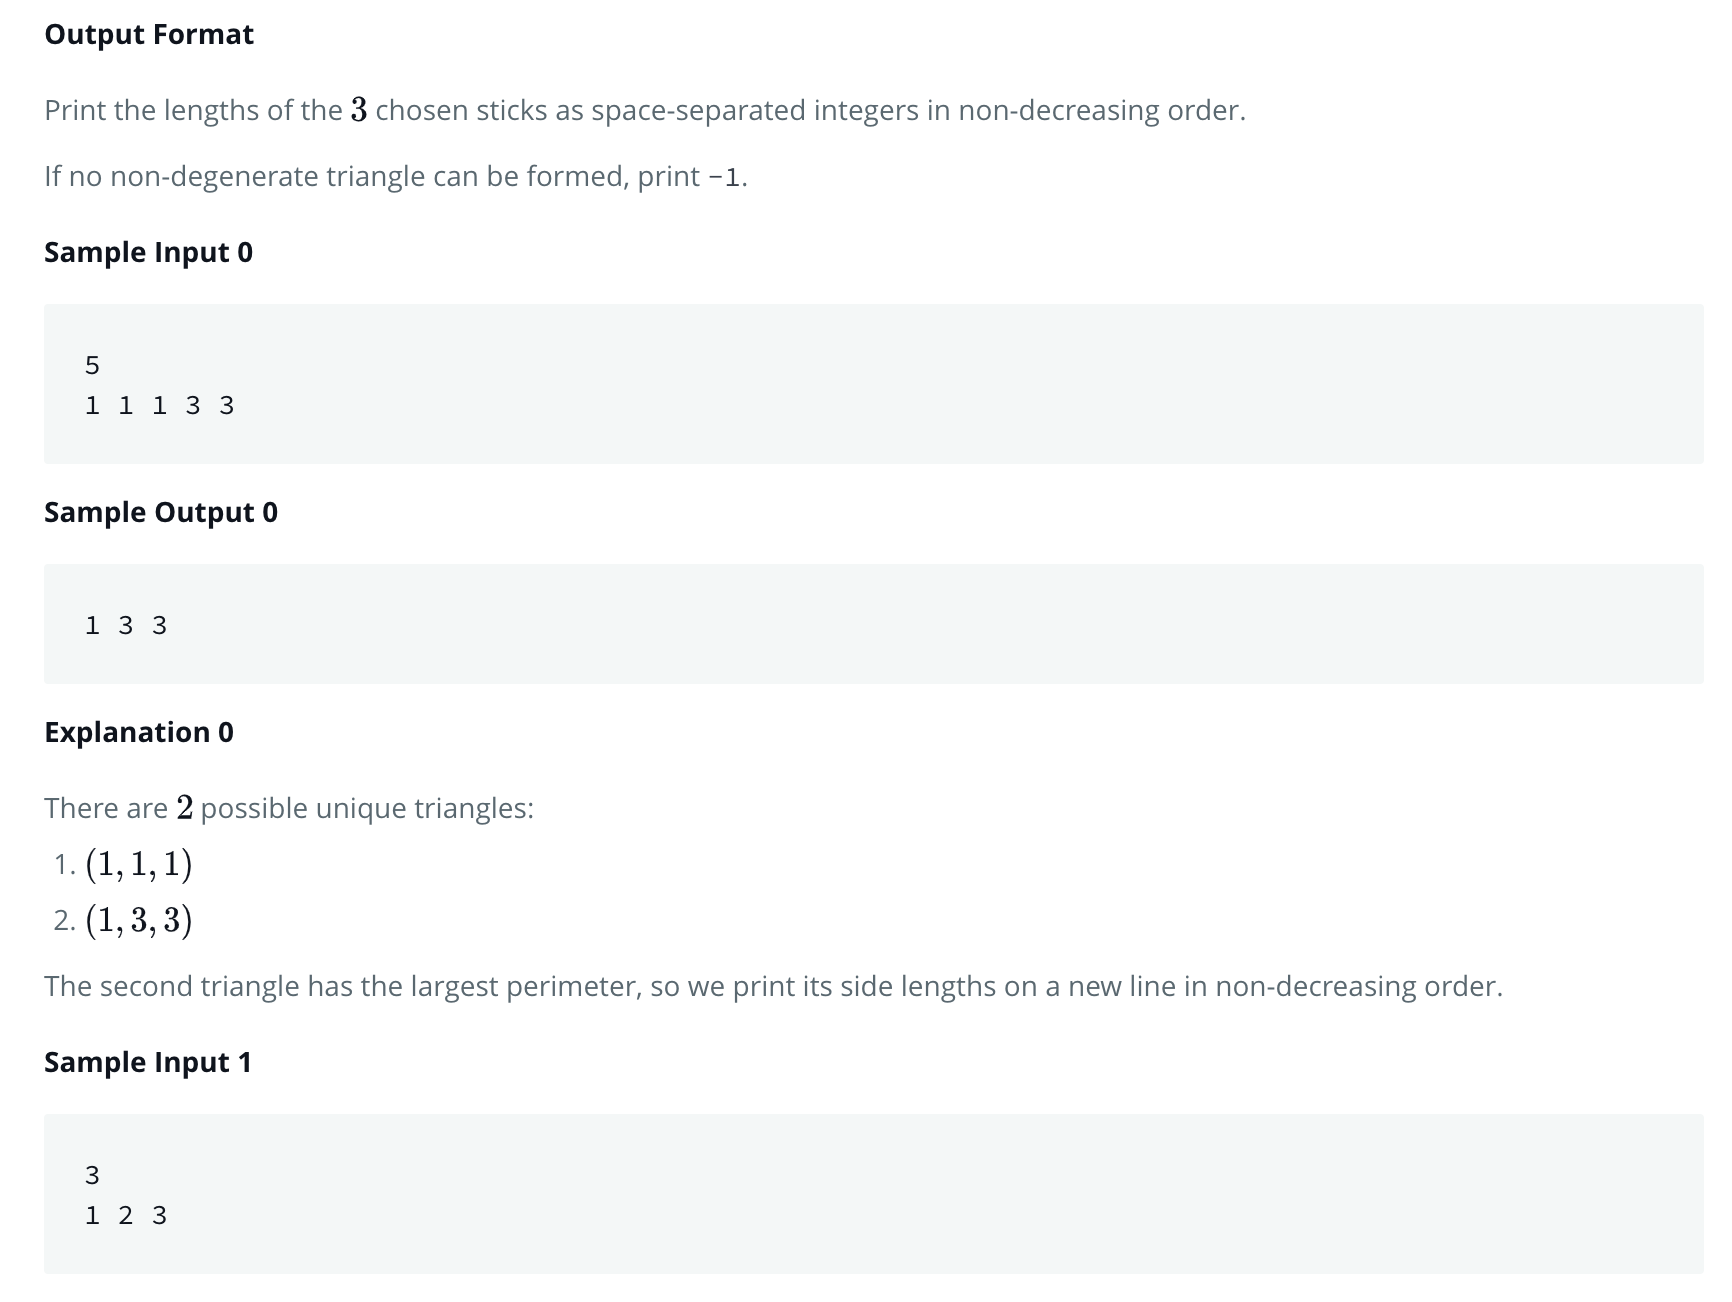 Output Format
Print the lengths of the 3 chosen sticks as space-separated integers in non-decreasing order.
If no non-degenerate triangle can be formed, print -1.
Sample Input 0
5
1 1 1 3 3
Sample Output 0
1 3 3
Explanation 0
There are 2 possible unique triangles:
1. (1, 1, 1)
2. (1, 3, 3)
The second triangle has the largest perimeter, so we print its side lengths on a new line in non-decreasing order.
Sample Input 1
3
1 2 3